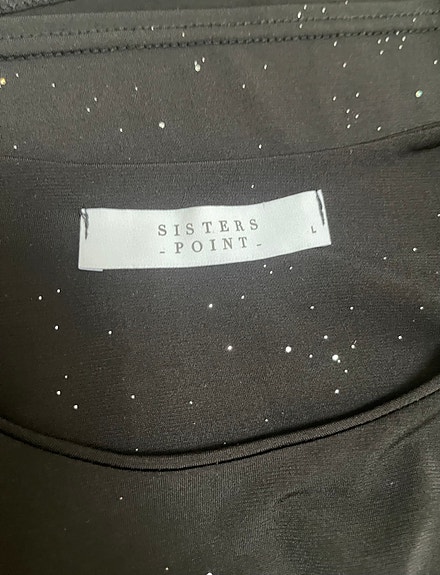 SISTERS
- POINT -
L